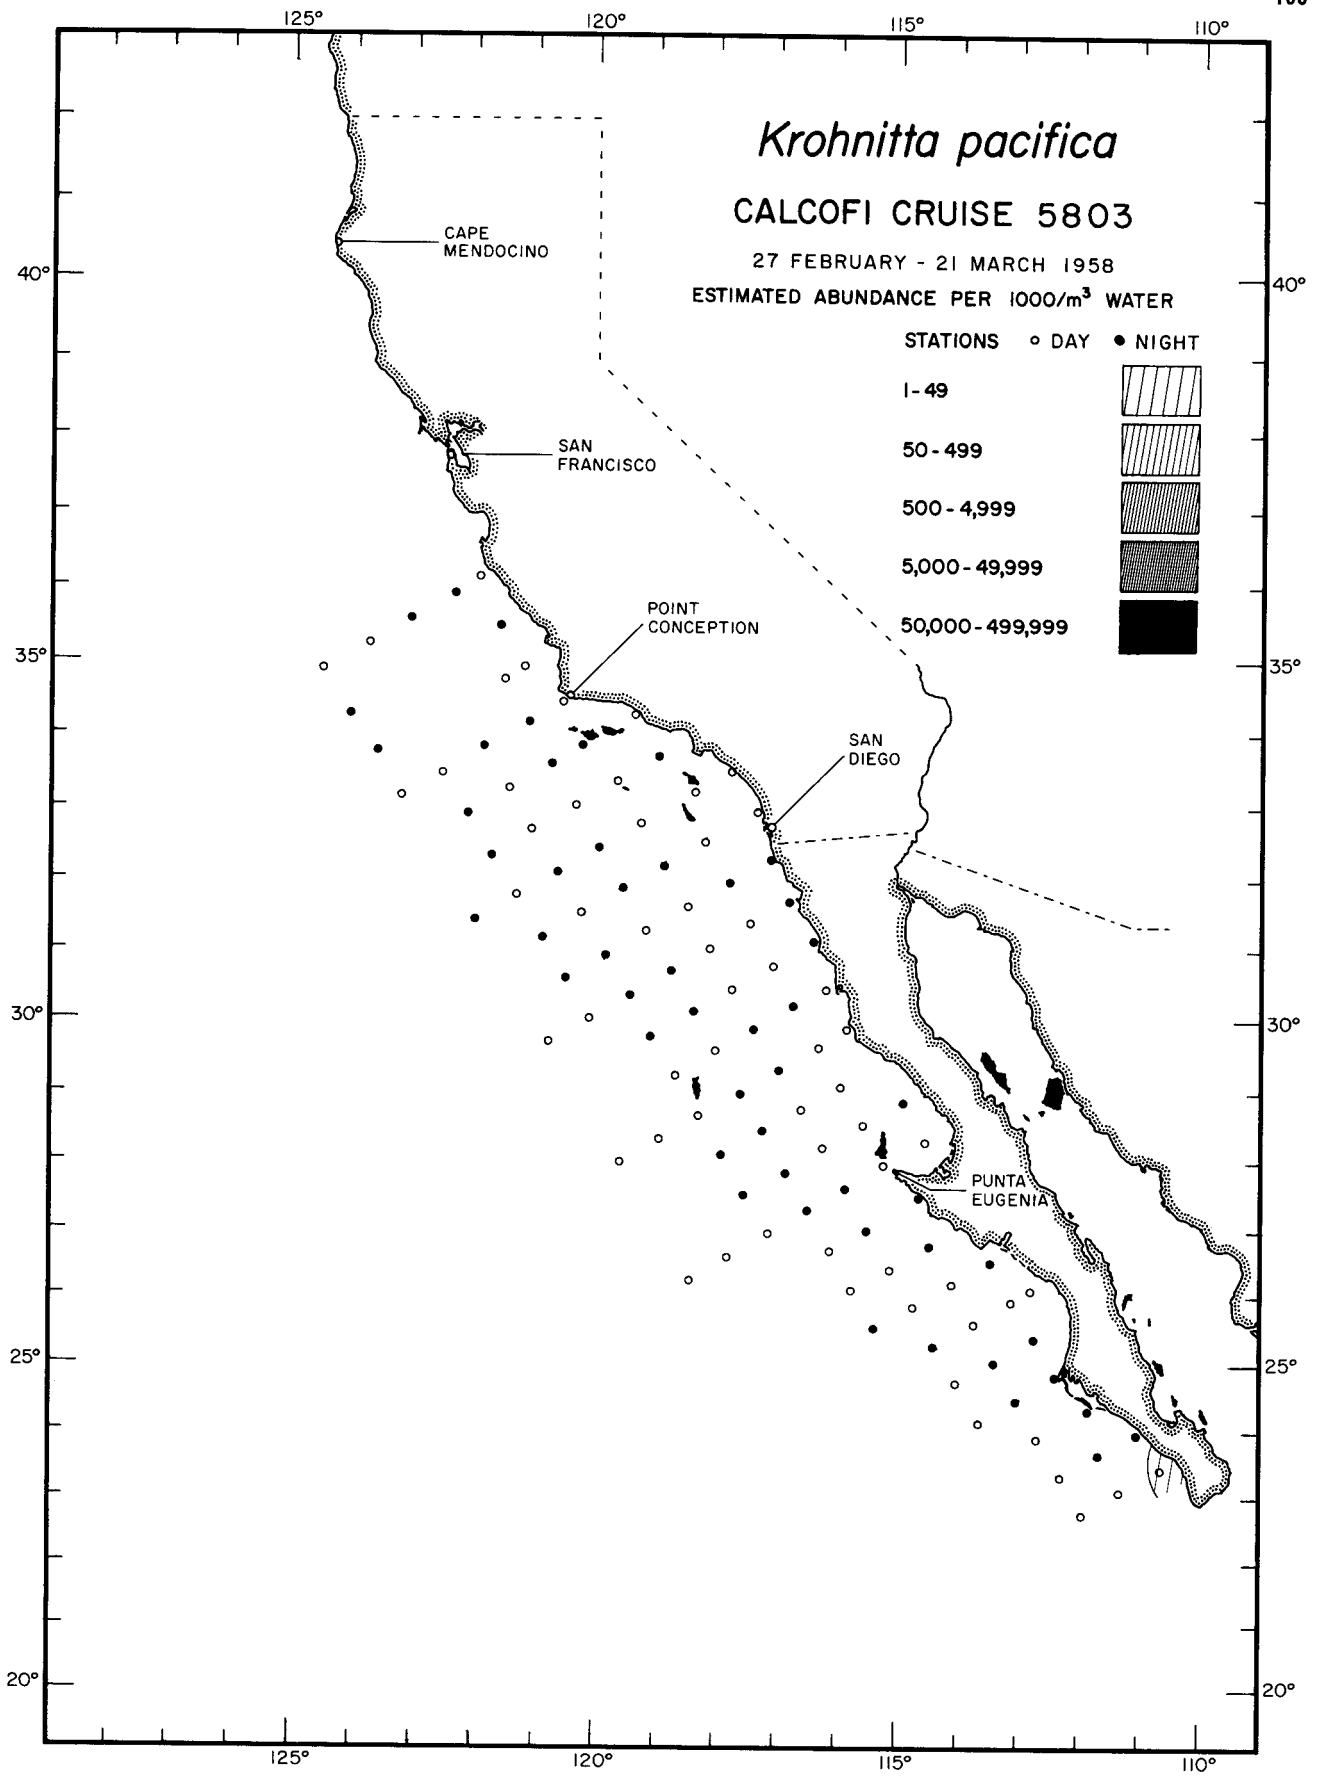 125°
120°
115°
110°
Krohnitta pacifica
CALCOFI CRUISE 5803
27 FEBRUARY - 21 MARCH 1958
ESTIMATED ABUNDANCE PER 1000/m³ WATER
STATIONS ○ DAY ● NIGHT
1-49
50-499
500-4,999
5,000-49,999
50,000-499,999
CAPE
MENDOCINO
40°
40°
SAN
FRANCISCO
POINT
CONCEPTION
35°
35°
SAN
DIEGO
30°
30°
PUNTA
EUGENIA
25°
25°
20°
20°
125°
120°
115°
110°